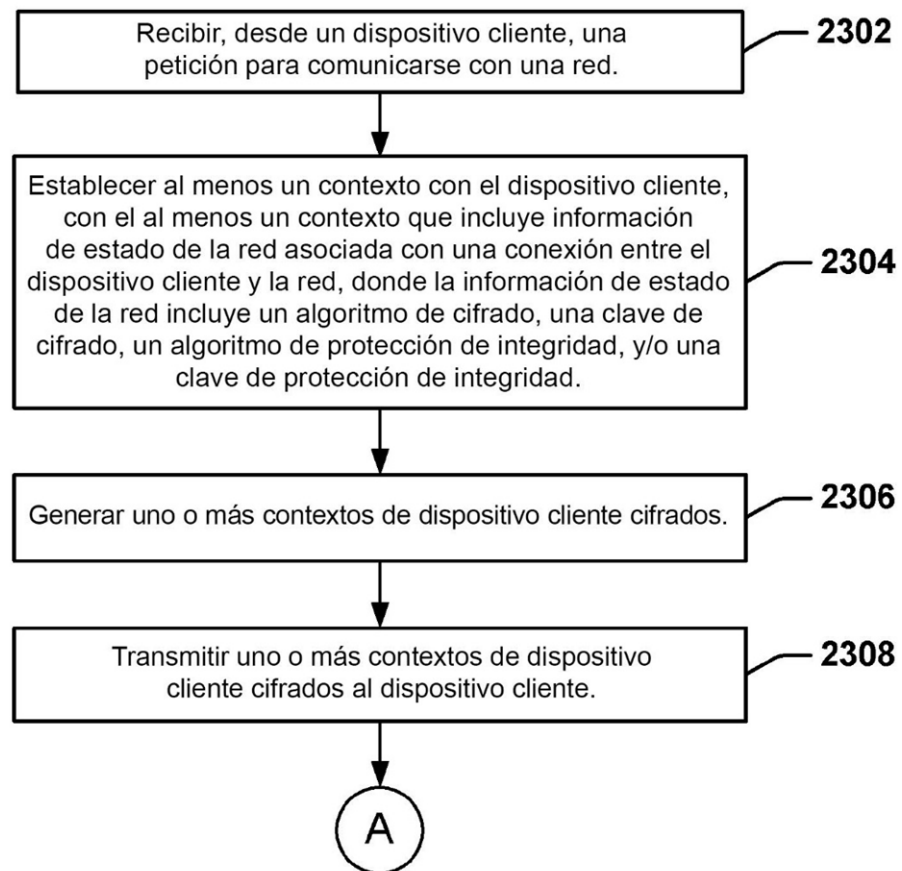 Recibir, desde un dispositivo cliente, una
petición para comunicarse con una red.
2302
Establecer al menos un contexto con el dispositivo cliente,
con el al menos un contexto que incluye información
de estado de la red asociada con una conexión entre el
dispositivo cliente y la red, donde la información de estado
de la red incluye un algoritmo de cifrado, una clave de
cifrado, un algoritmo de protección de integridad, y/o una
clave de protección de integridad.
2304
Generar uno o más contextos de dispositivo cliente cifrados.
2306
Transmitir uno o más contextos de dispositivo
cliente cifrados al dispositivo cliente.
2308
A